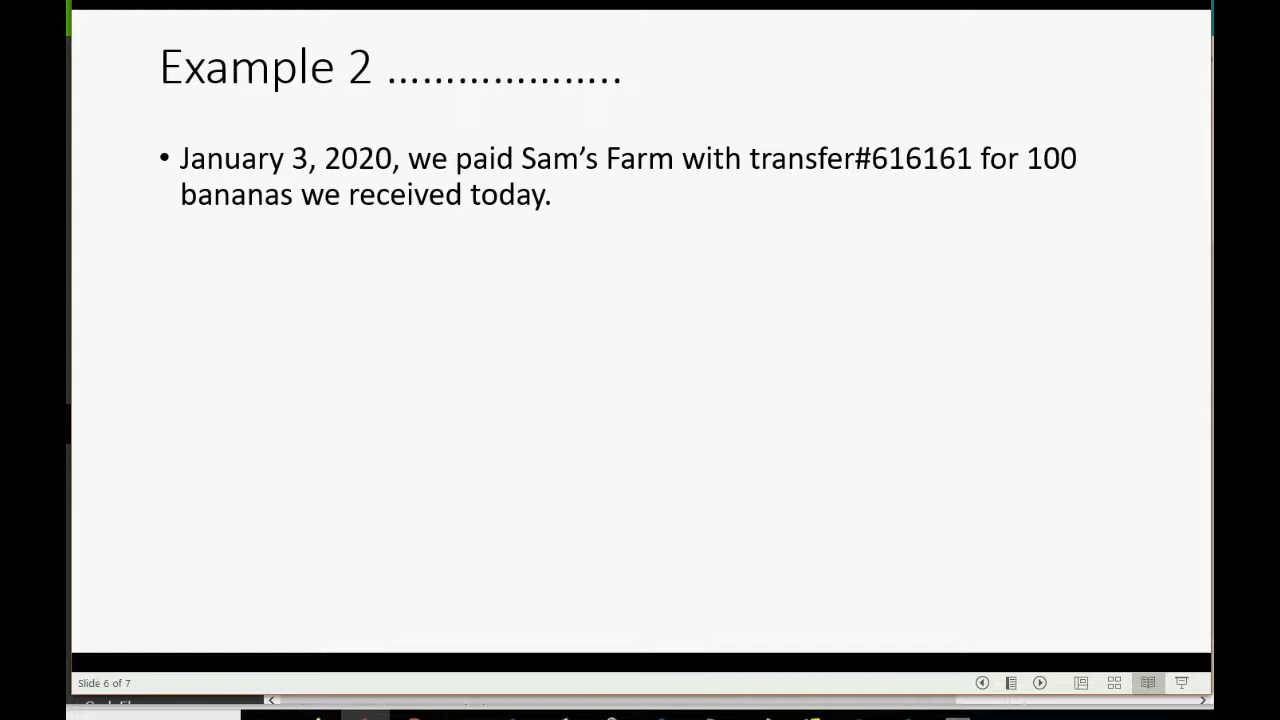 Example 2 ………………..
• January 3, 2020, we paid Sam’s Farm with transfer#616161 for 100
bananas we received today.
Slide 6 of 7